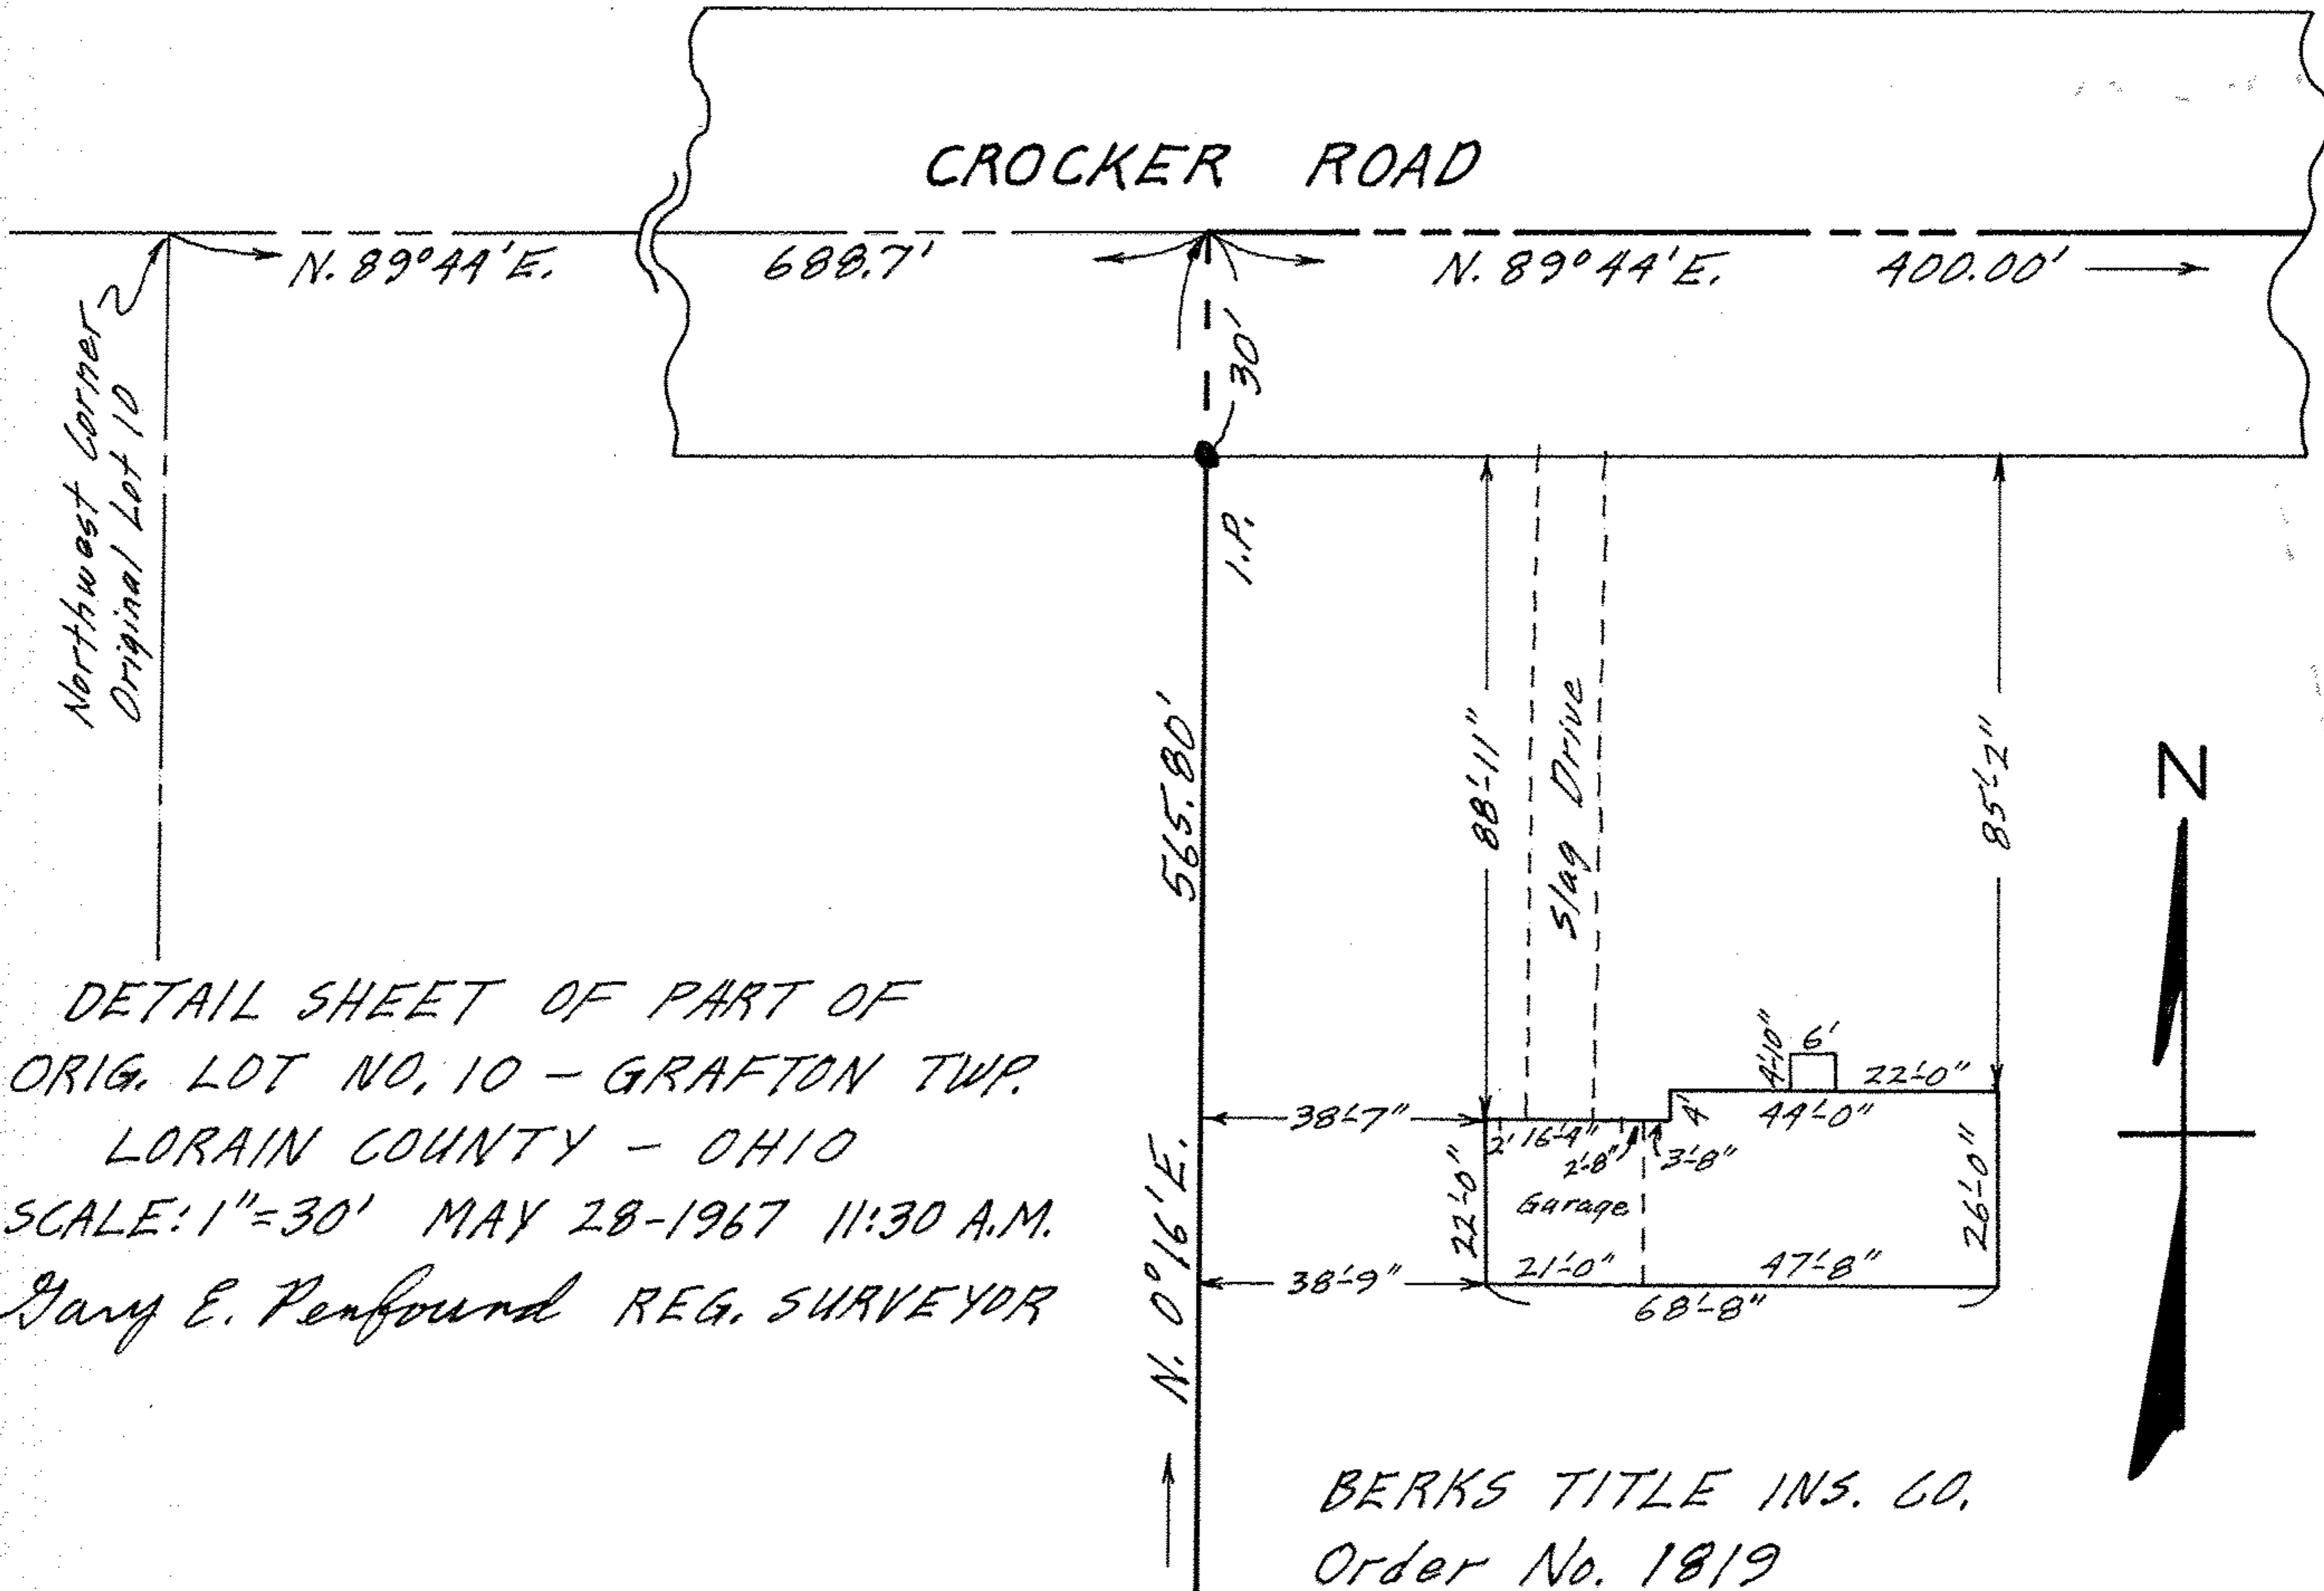 CROCKER ROAD
N. 89°44'E. 688.7' N. 89°44'E. 400.00'
30'
Northwest Corner
Original Lot 10
I.P.
565.80'
N. 0°16'E.
88'-11"
Slag Drive
85'-2"
N
4'-10" 6' 22'-0"
38'-7" 4' 44'-0"
2' 16'-4" 2'-8" 3'-8"
22'-0" Garage 26'-0"
38'-9" 21'-0" 47'-8"
68'-8"
DETAIL SHEET OF PART OF
ORIG. LOT NO. 10 - GRAFTON TWP.
LORAIN COUNTY - OHIO
SCALE: 1"=30' MAY 28-1967 11:30 A.M.
Gary E. Penfound REG. SURVEYOR
BERKS TITLE INS. CO.
Order No. 1819